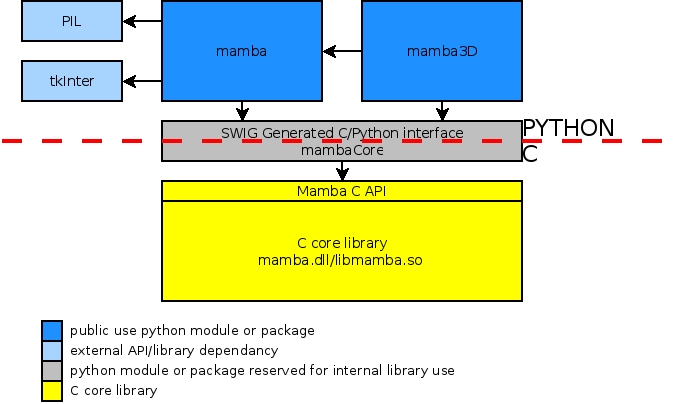 PIL
mamba
mamba3D
tkInter
SWIG Generated C/Python interface
mambaCore
PYTHON
C
Mamba C API
C core library
mamba.dll/libmamba.so
public use python module or package
external API/library dependancy
python module or package reserved for internal library use
C core library